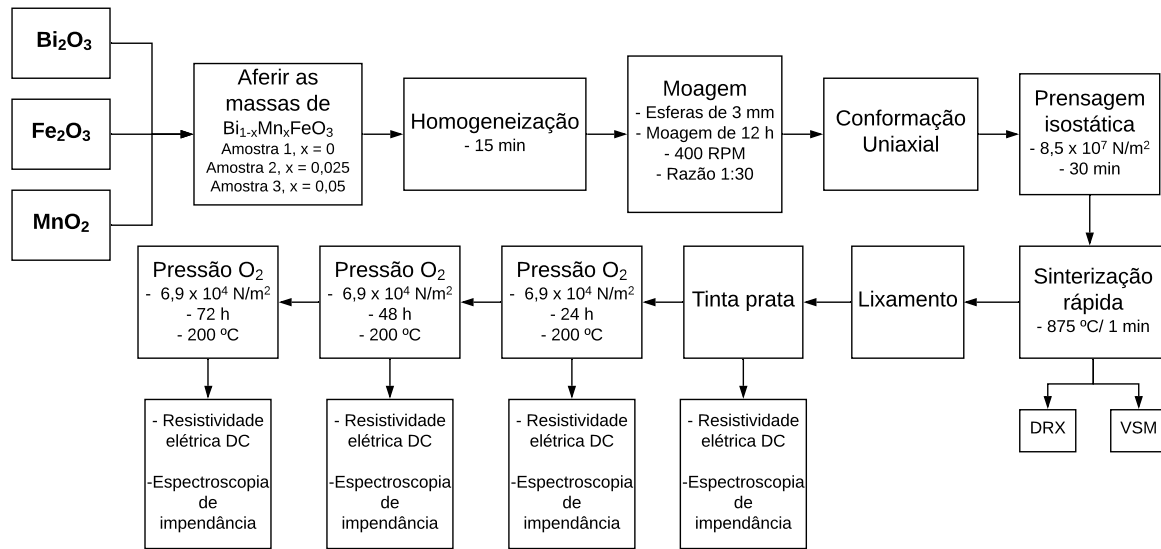 Bi₂O₃
Fe₂O₃
MnO₂
Aferir as
massas de
Bi₁₋ₓMnₓFeO₃
Amostra 1, x = 0
Amostra 2, x = 0,025
Amostra 3, x = 0,05
Homogeneização
- 15 min
Moagem
- Esferas de 3 mm
- Moagem de 12 h
- 400 RPM
- Razão 1:30
Conformação
Uniaxial
Prensagem
isostática
- 8,5 x 10⁷ N/m²
- 30 min
Sinterização
rápida
- 875 ºC/ 1 min
DRX
VSM
Lixamento
Tinta prata
- Resistividade
elétrica DC
-Espectroscopia
de
impendância
Pressão O₂
- 6,9 x 10⁴ N/m²
- 24 h
- 200 ºC
- Resistividade
elétrica DC
-Espectroscopia
de
impendância
Pressão O₂
- 6,9 x 10⁴ N/m²
- 48 h
- 200 ºC
- Resistividade
elétrica DC
-Espectroscopia
de
impendância
Pressão O₂
- 6,9 x 10⁴ N/m²
- 72 h
- 200 ºC
- Resistividade
elétrica DC
-Espectroscopia
de
impendância